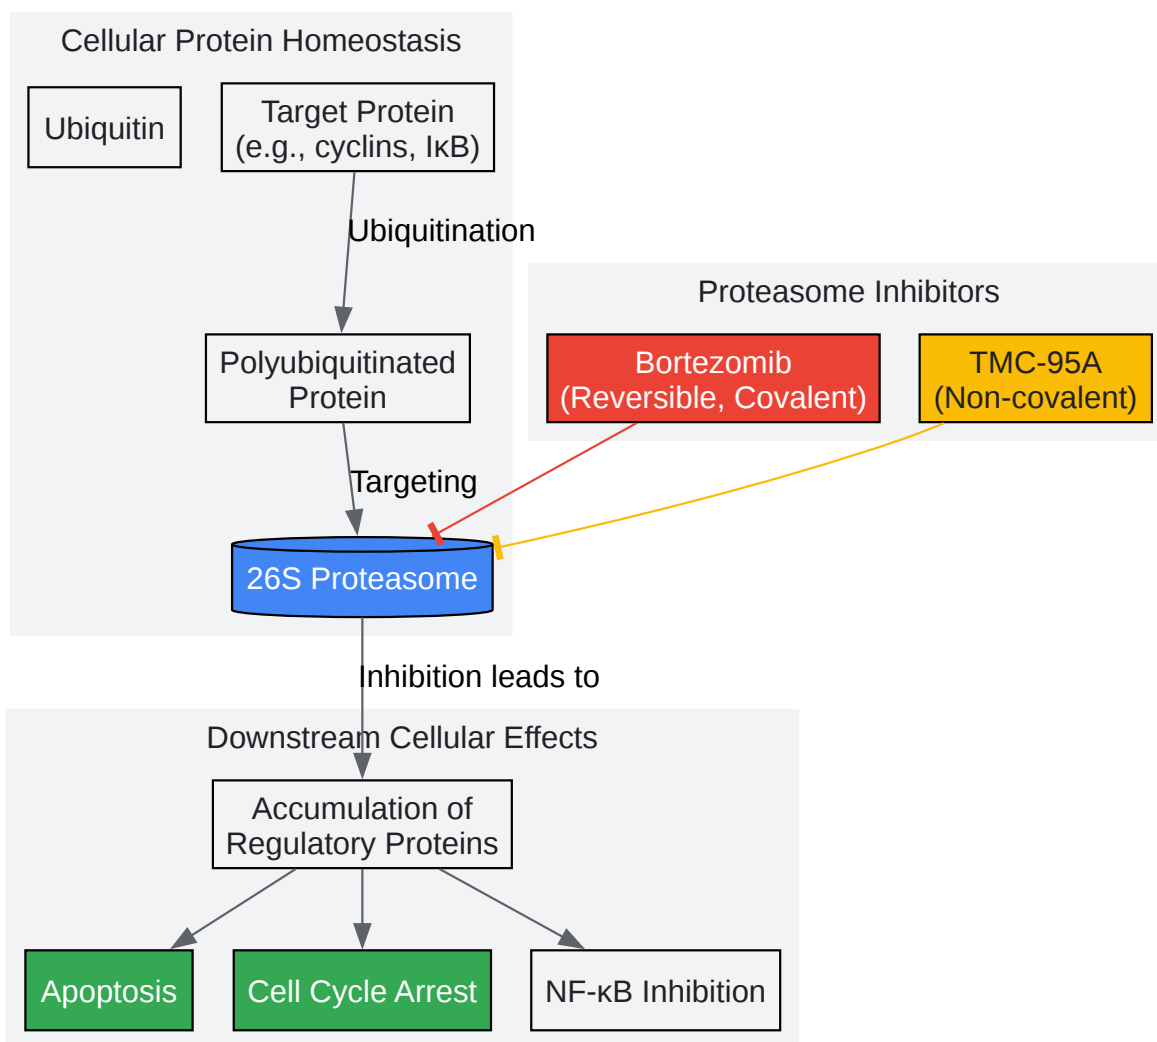 Cellular Protein Homeostasis
Ubiquitin
Target Protein
(e.g., cyclins, IκB)
Ubiquitination
Proteasome Inhibitors
Polyubiquitinated
Protein
Bortezomib
(Reversible, Covalent)
TMC-95A
(Non-covalent)
Targeting
26S Proteasome
Inhibition leads to
Downstream Cellular Effects
Accumulation of
Regulatory Proteins
Apoptosis
Cell Cycle Arrest
NF-κB Inhibition